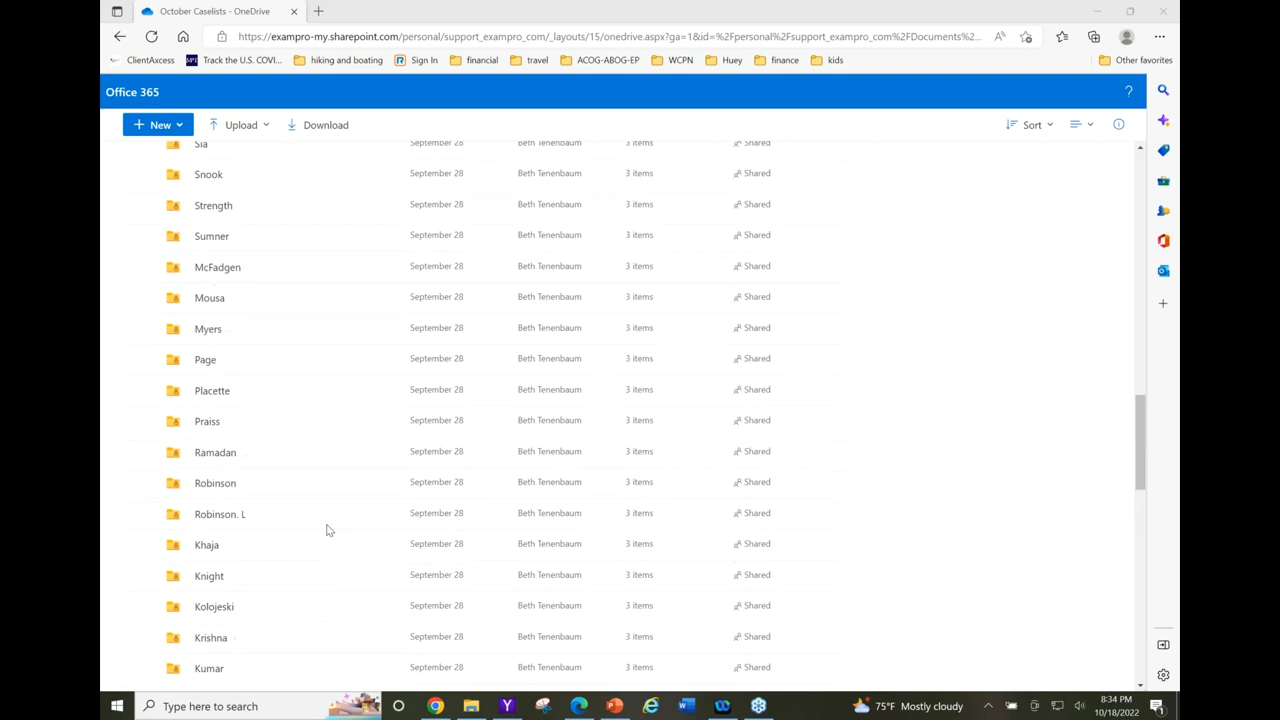 October Caselists - OneDrive
https://exampro-my.sharepoint.com/personal/support_exampro_com/_layouts/15/onedrive.aspx?ga=1&id=%2Fpersonal%2Fsupport_exampro_com%2FDocuments%2...
ClientAxcess Track the U.S. COVI... hiking and boating Sign In financial travel ACOG-ABOG-EP WCPN Huey finance kids Other favorites
Office 365 ?
New Upload Download Sort
Sia September 28 Beth Tenenbaum 3 items Shared
Snook September 28 Beth Tenenbaum 3 items Shared
Strength September 28 Beth Tenenbaum 3 items Shared
Sumner September 28 Beth Tenenbaum 3 items Shared
McFadgen September 28 Beth Tenenbaum 3 items Shared
Mousa September 28 Beth Tenenbaum 3 items Shared
Myers September 28 Beth Tenenbaum 3 items Shared
Page September 28 Beth Tenenbaum 3 items Shared
Placette September 28 Beth Tenenbaum 3 items Shared
Praiss September 28 Beth Tenenbaum 3 items Shared
Ramadan September 28 Beth Tenenbaum 3 items Shared
Robinson September 28 Beth Tenenbaum 3 items Shared
Robinson. L September 28 Beth Tenenbaum 3 items Shared
Khaja September 28 Beth Tenenbaum 3 items Shared
Knight September 28 Beth Tenenbaum 3 items Shared
Kolojeski September 28 Beth Tenenbaum 3 items Shared
Krishna September 28 Beth Tenenbaum 3 items Shared
Kumar September 28 Beth Tenenbaum 3 items Shared
Type here to search 75°F Mostly cloudy 8:34 PM
10/18/2022